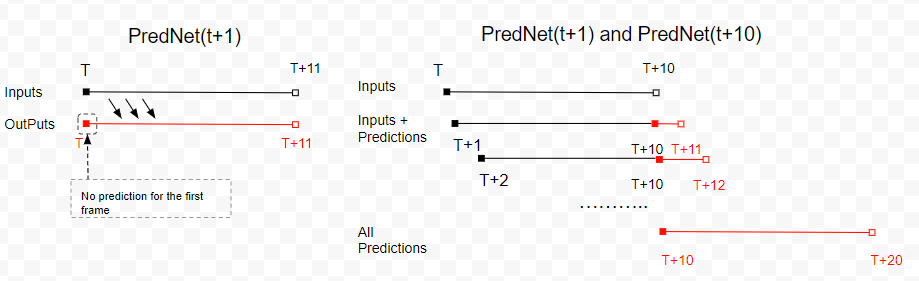 PredNet(t+1)
T
T+11
Inputs
OutPuts
T
T+11
No prediction for the first
frame
PredNet(t+1) and PredNet(t+10)
T
T+10
Inputs
Inputs +
Predictions
T+1
T+10
T+11
T+2
T+10
T+12
...........
All
Predictions
T+10
T+20